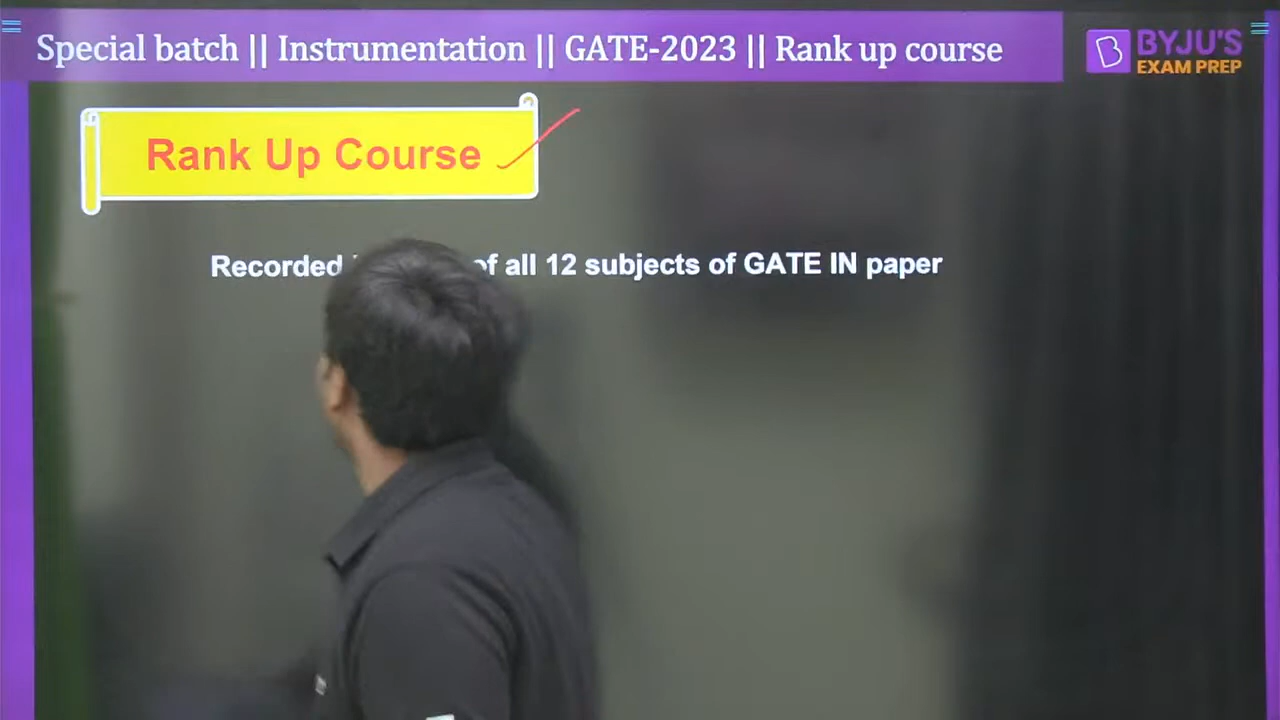 Special batch || Instrumentation || GATE-2023 || Rank up course
BYJU'S
EXAM PREP
Rank Up Course
Recorded of all 12 subjects of GATE IN paper